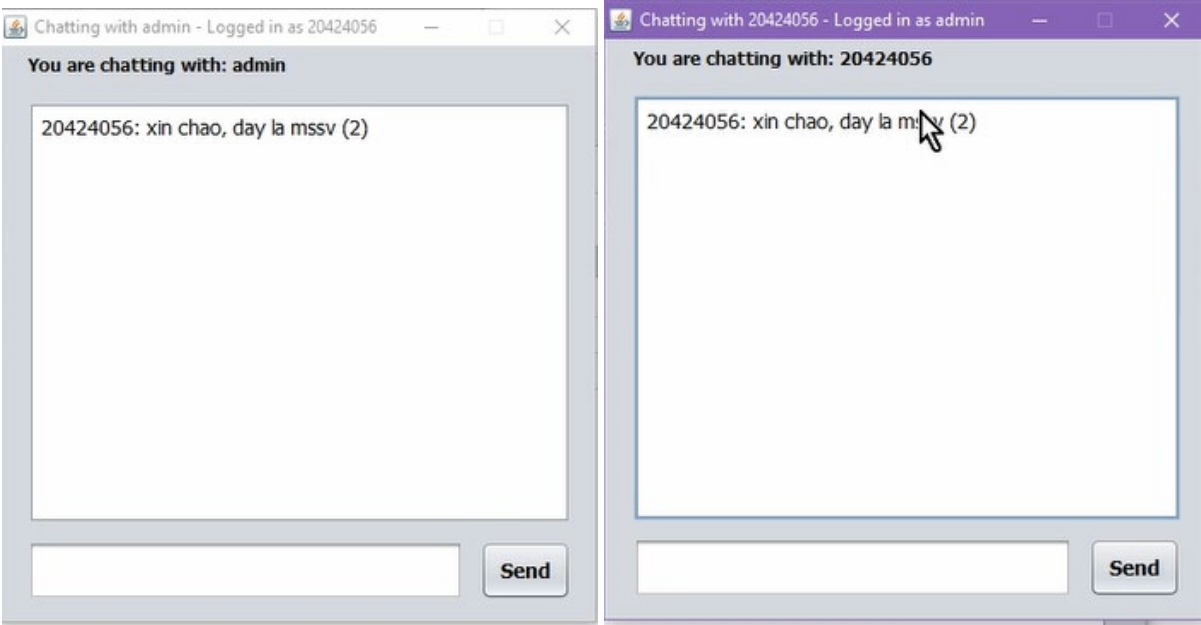 Chatting with admin - Logged in as 20424056
You are chatting with: admin
20424056: xin chao, day la mssv (2)
Send
Chatting with 20424056 - Logged in as admin
You are chatting with: 20424056
20424056: xin chao, day la mssv (2)
Send